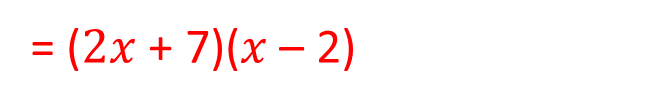 = (2𝑥 + 7)(𝑥 − 2)